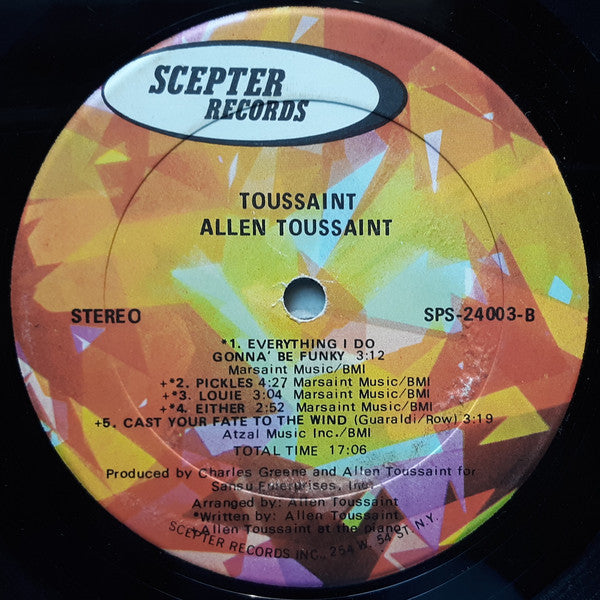 SCEPTER
RECORDS
TOUSSAINT
ALLEN TOUSSAINT
STEREO
SPS-24003-B
*1. EVERYTHING I DO
GONNA' BE FUNKY 3:12
Marsaint Music/BMI
+*2. PICKLES 4:27 Marsaint Music/BMI
+*3. LOUIE 3:04 Marsaint Music/BMI
+*4. EITHER 2:52 Marsaint Music/BMI
+5. CAST YOUR FATE TO THE WIND (Guaraldi/Row) 3:19
Atzal Music Inc./BMI
TOTAL TIME 17:06
Produced by Charles Greene and Allen Toussaint for
Sansu Enterprises, Inc.
Arranged by: Allen Toussaint
*Written by: Allen Toussaint
+Allen Toussaint at the piano
SCEPTER RECORDS INC., 254 W. 54 ST. N.Y.